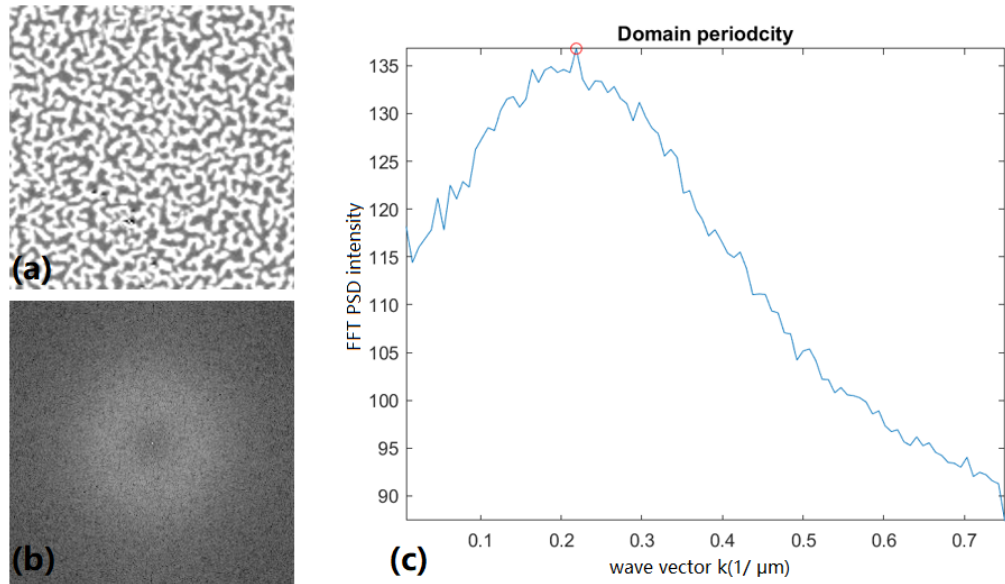 (a)
(b)
Domain periodcity
135
130
125
120
115
110
105
100
95
90
FFT PSD intensity
0.1
0.2
0.3
0.4
0.5
0.6
0.7
wave vector k(1/ μm)
(c)